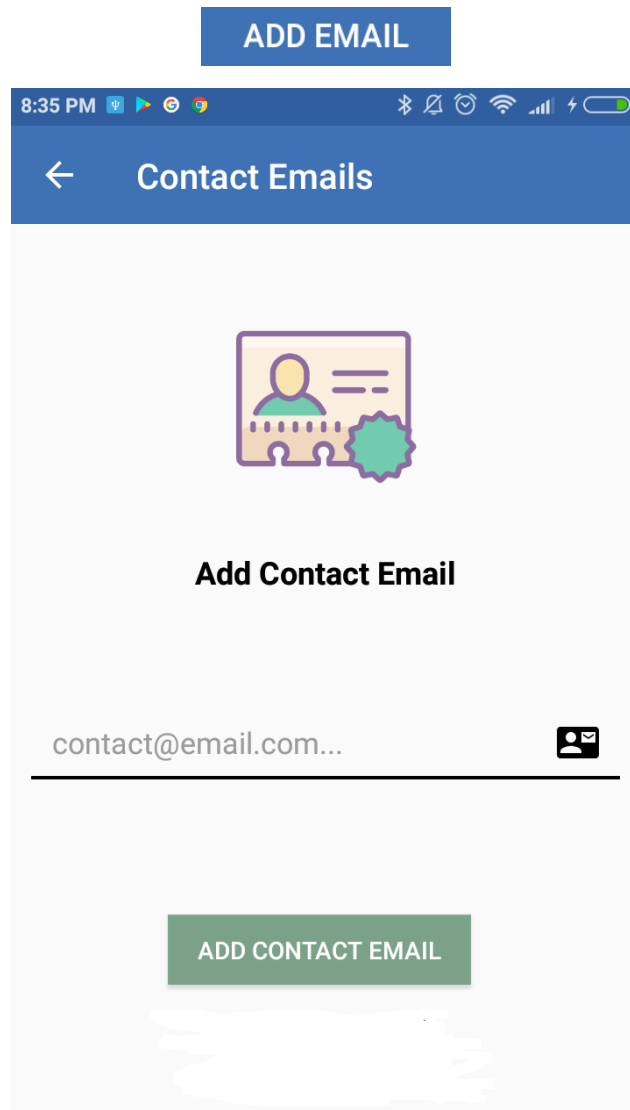 ADD EMAIL
8:35 PM
Contact Emails
Add Contact Email
contact@email.com...
ADD CONTACT EMAIL